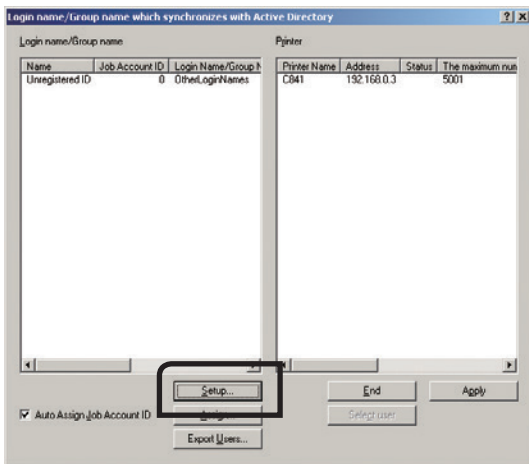 Login name/Group name which synchronizes with Active Directory
Login name/Group name
Printer
Name Job Account ID Login Name/Group N
Unregistered ID 0 OtherLoginNames
Printer Name Address Status The maximum num
C841 192.168.0.3 5001
Setup...
End
Apply
Auto Assign Job Account ID
Select user
Export Users...